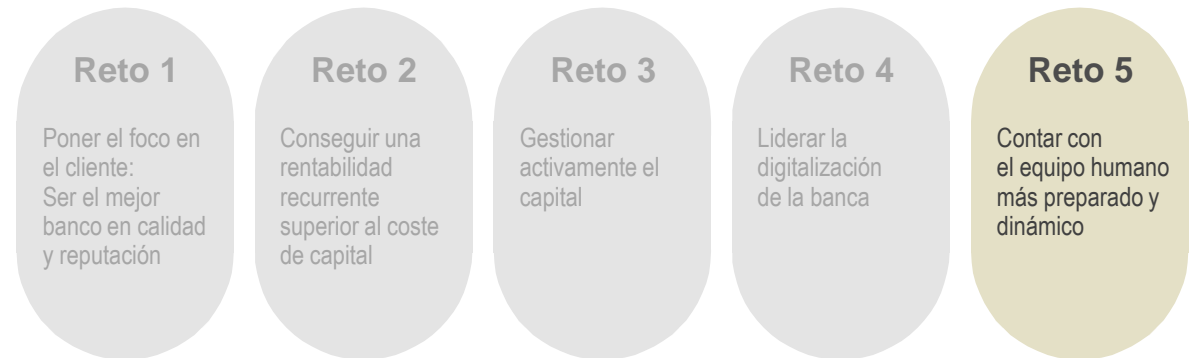 Reto 1
Poner el foco en
el cliente:
Ser el mejor
banco en calidad
y reputación
Reto 2
Conseguir una
rentabilidad
recurrente
superior al coste
de capital
Reto 3
Gestionar
activamente el
capital
Reto 4
Liderar la
digitalización
de la banca
Reto 5
Contar con
el equipo humano
más preparado y
dinámico